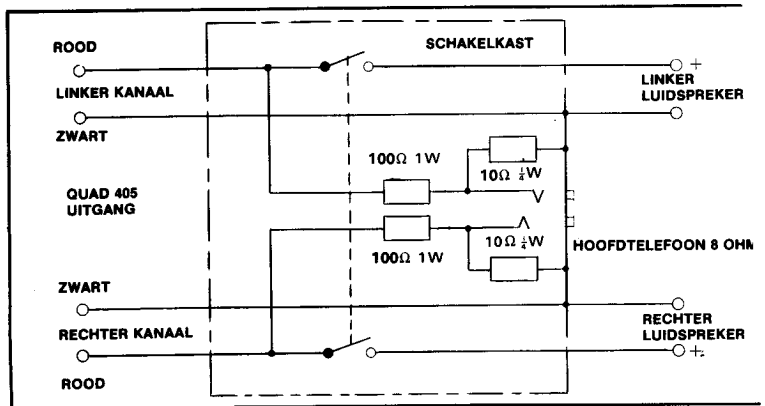 ROOD
SCHAKELKAST
+
LINKER KANAAL
LINKER
LUIDSPREKER
ZWART
100Ω 1W
10Ω ¼W
QUAD 405
UITGANG
10Ω ¼W
HOOFDTELEFOON 8 OHM
100Ω 1W
ZWART
RECHTER KANAAL
RECHTER
LUIDSPREKER
+
ROOD